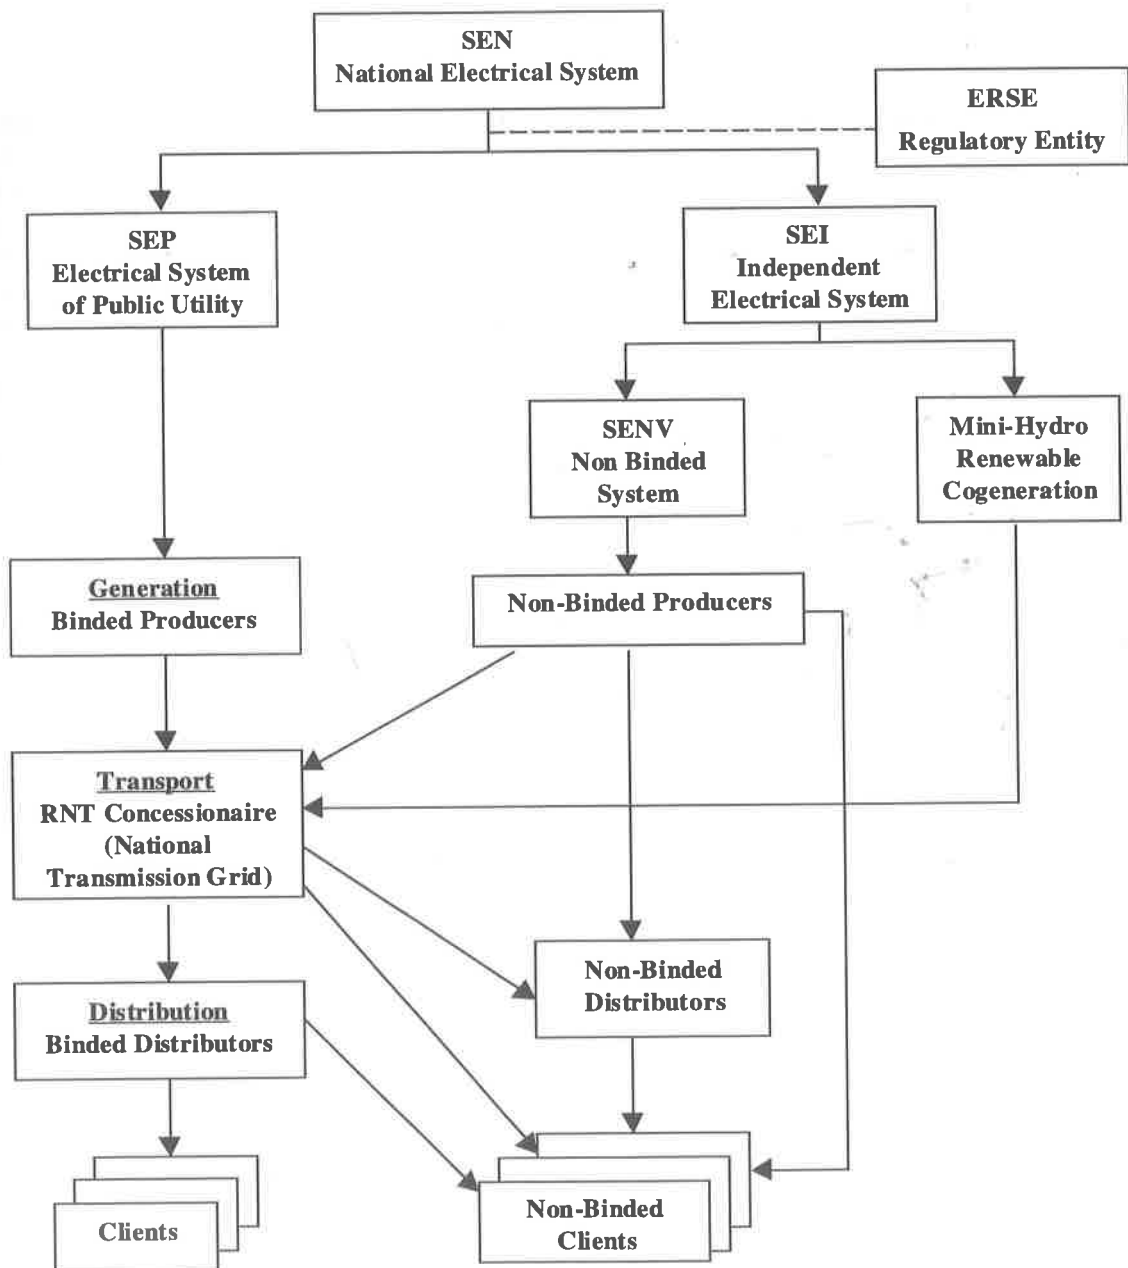 SEN
National Electrical System
ERSE
Regulatory Entity
SEP
Electrical System
of Public Utility
SEI
Independent
Electrical System
SENV
Non Binded
System
Mini-Hydro
Renewable
Cogeneration
Generation
Binded Producers
Non-Binded Producers
Transport
RNT Concessionaire
(National
Transmission Grid)
Non-Binded
Distributors
Distribution
Binded Distributors
Clients
Non-Binded
Clients